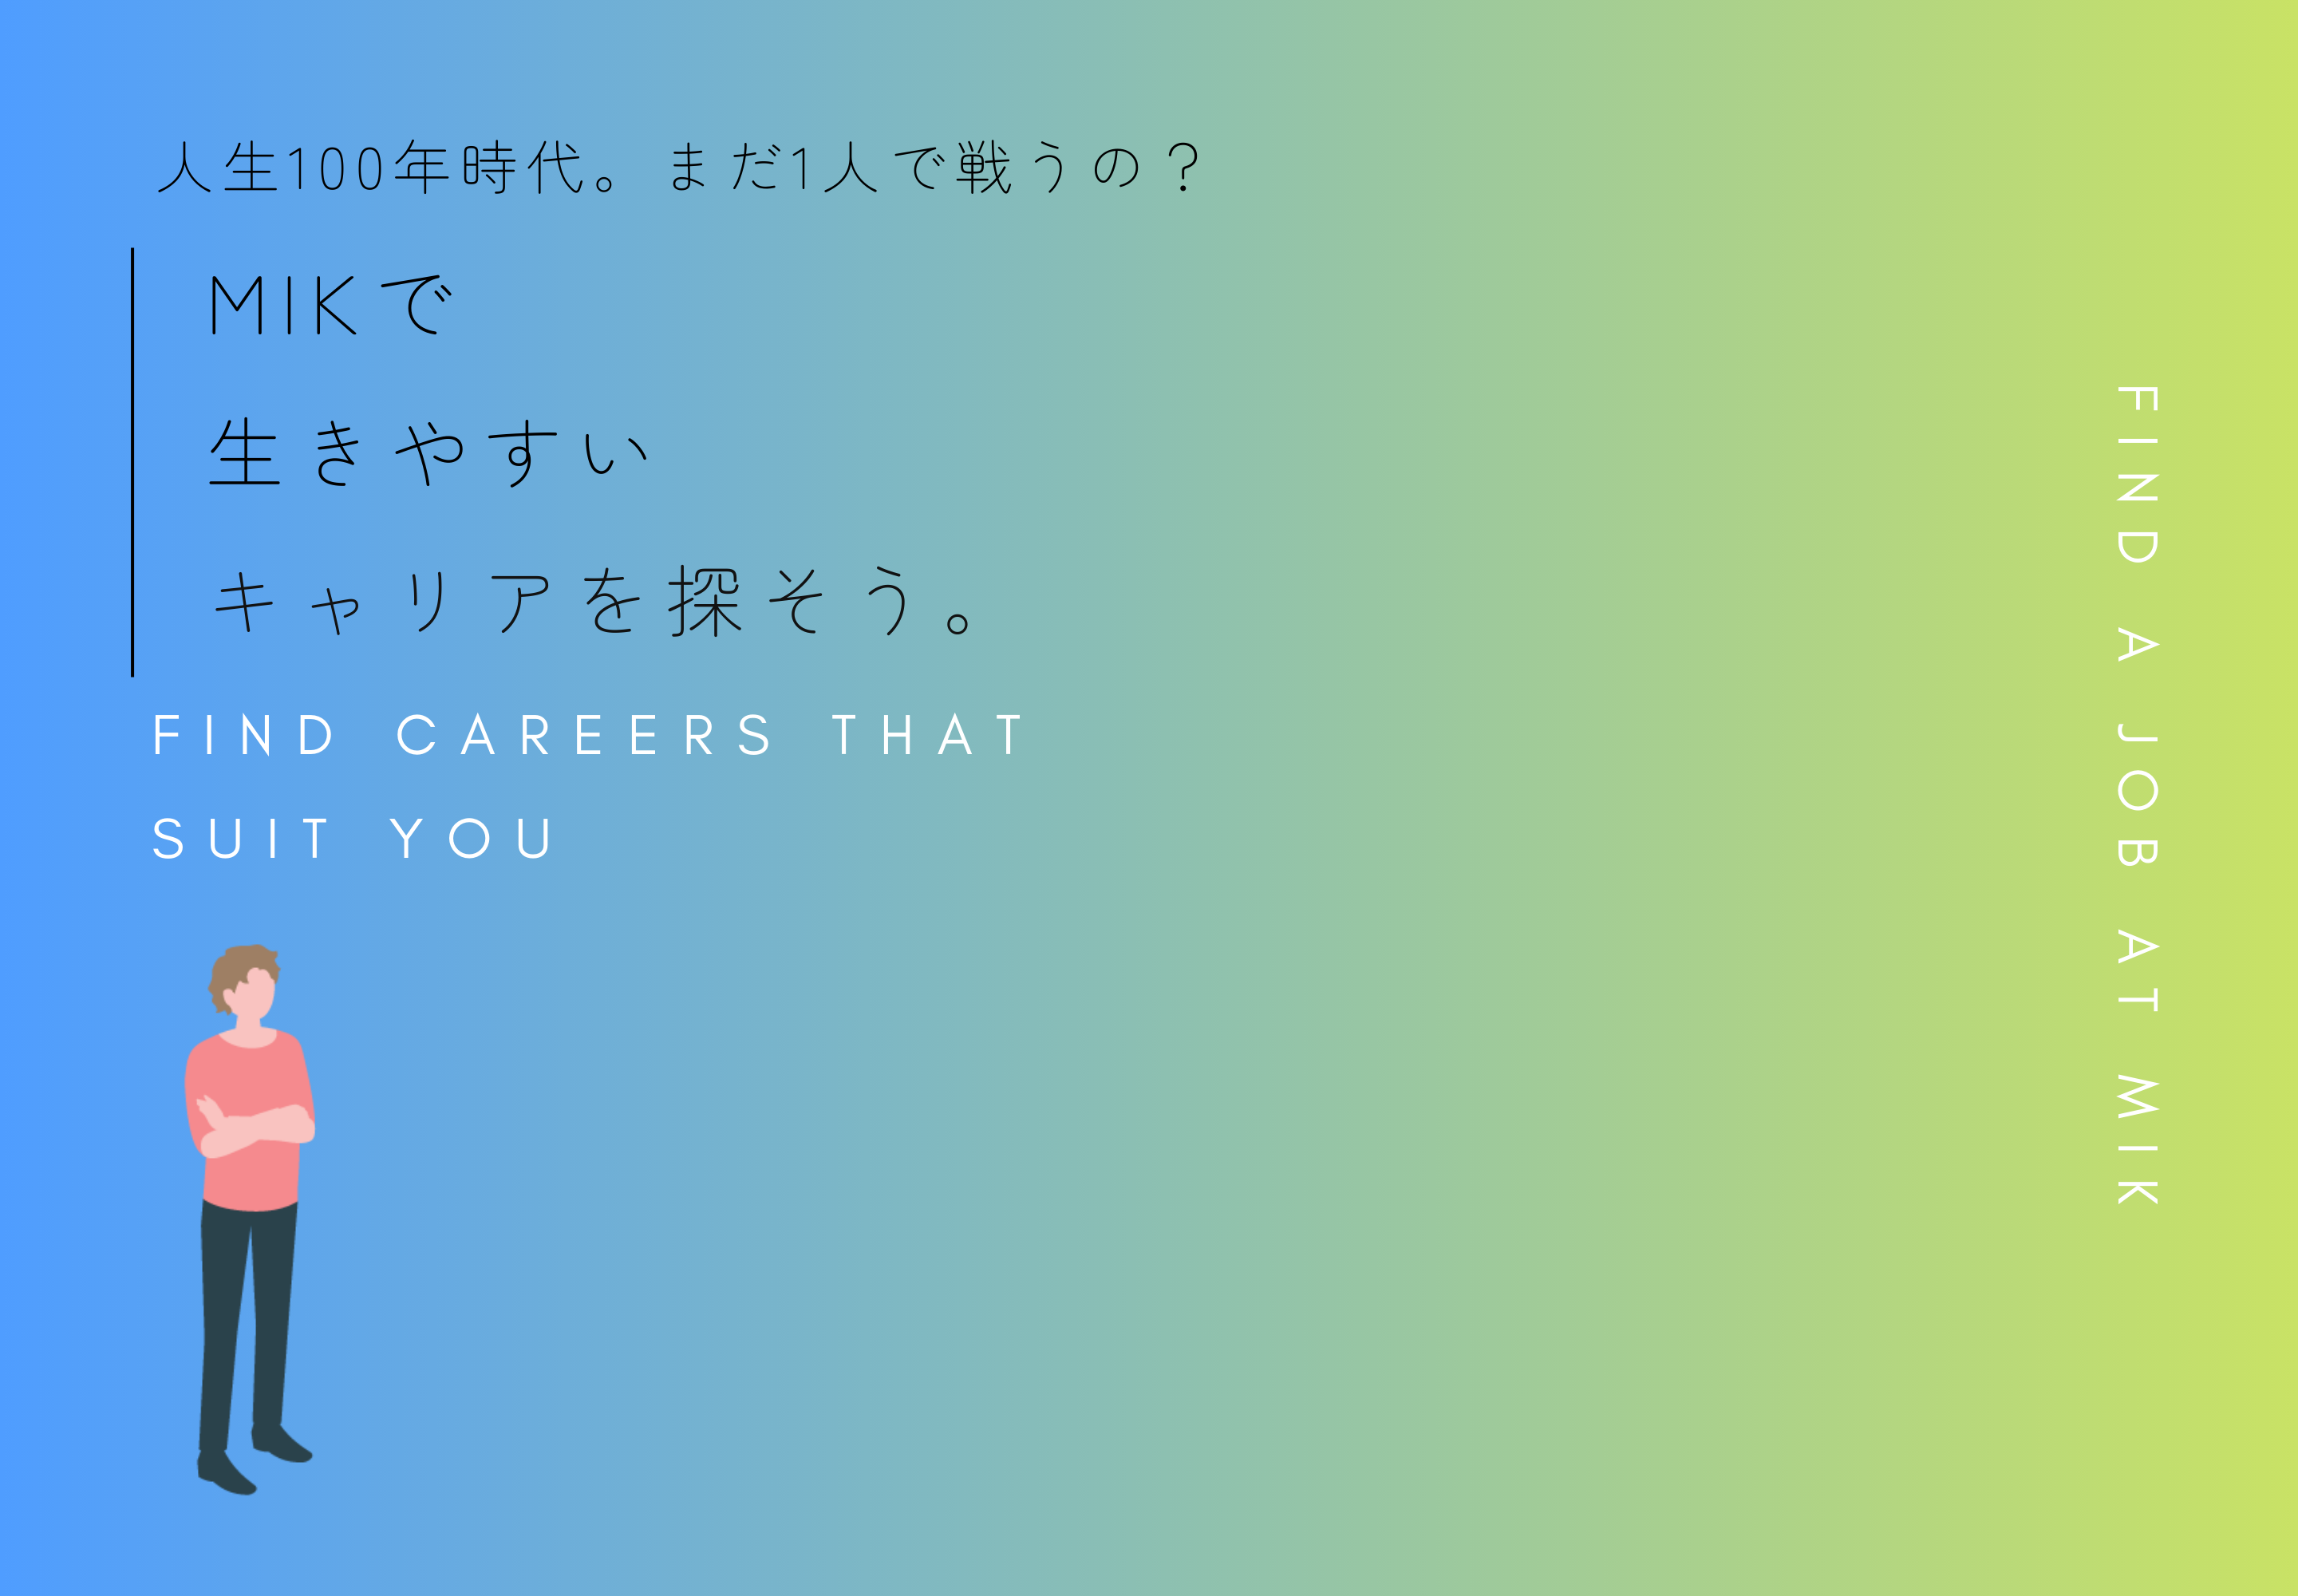 人生100年時代。 まだ1人で戦うの？
MIKで
生きやすい
キャリアを探そう。
FIND CAREERS THAT
SUIT YOU
FIND A JOB AT MIK